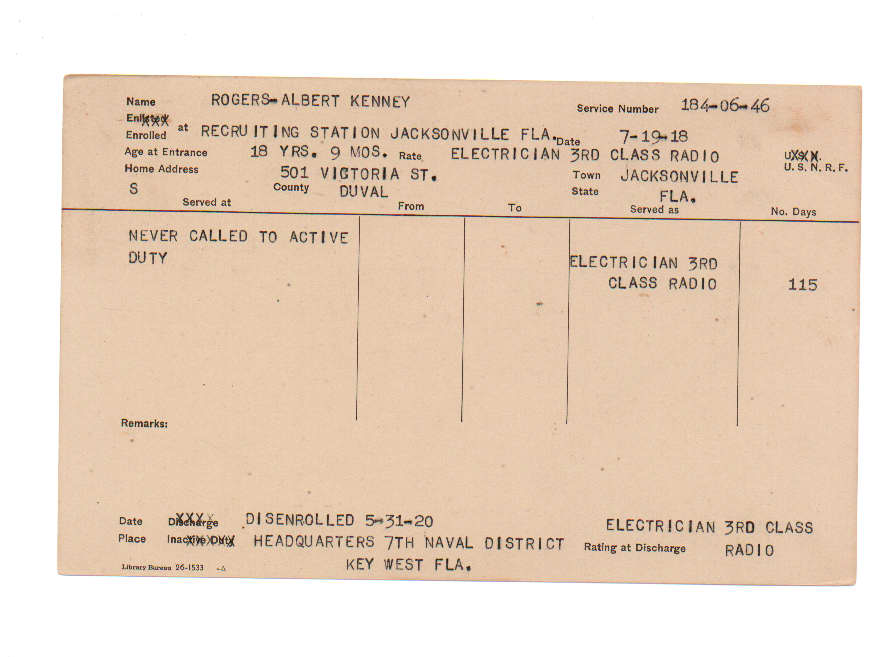 Name ROGERS-ALBERT KENNEY Service Number 184-06-46
Enlisted
Enrolled at RECRUITING STATION JACKSONVILLE FLA. Date 7-19-18
Age at Entrance 18 YRS. 9 MOS. Rate ELECTRICIAN 3RD CLASS RADIO U.S.N.
U. S. N. R. F.
Home Address 501 VICTORIA ST. Town JACKSONVILLE
S County DUVAL State FLA.
Served at From To Served as No. Days
NEVER CALLED TO ACTIVE
DUTY ELECTRICIAN 3RD
CLASS RADIO 115
Remarks:
Date Discharge DISENROLLED 5-31-20 ELECTRICIAN 3RD CLASS
Place Inactive Duty HEADQUARTERS 7TH NAVAL DISTRICT Rating at Discharge RADIO
KEY WEST FLA.
Library Bureau 26-1533